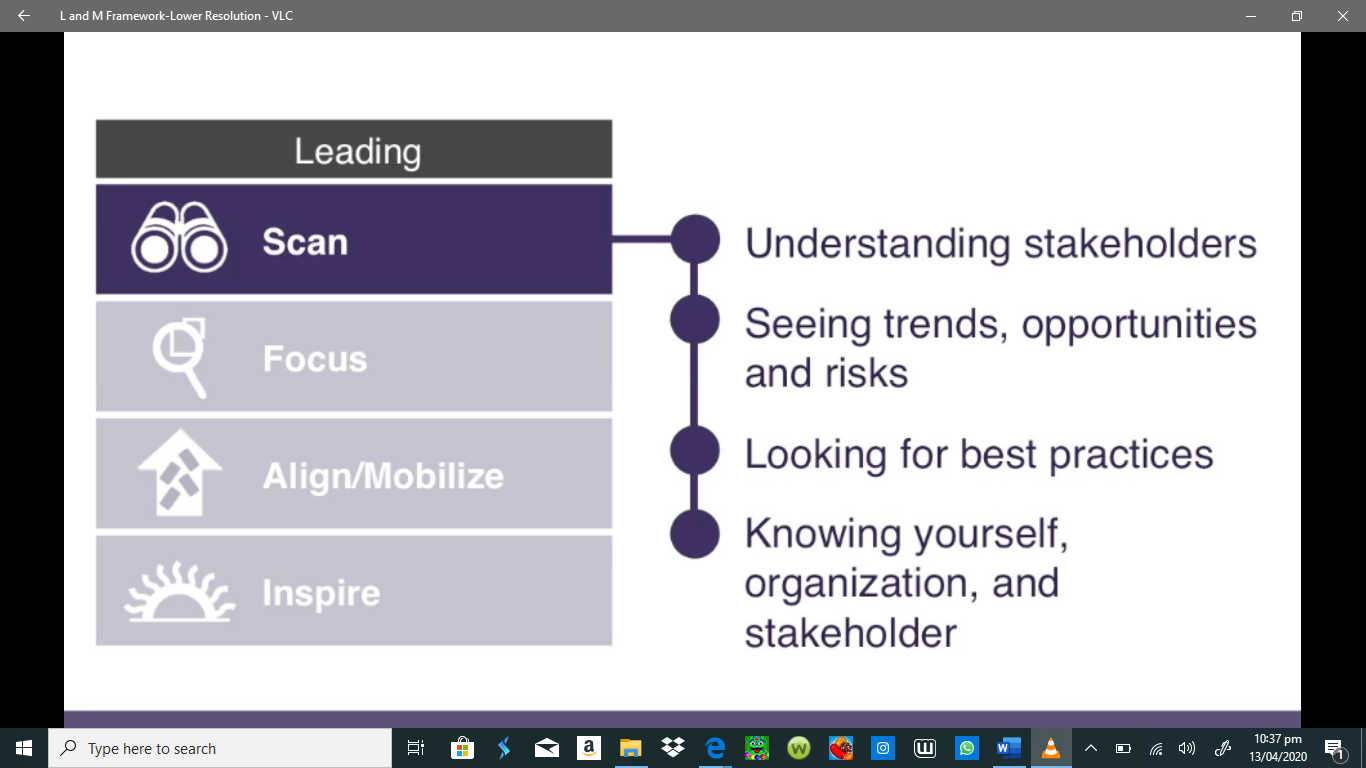 L and M Framework-Lower Resolution - VLC
Leading
Scan
Focus
Align/Mobilize
Inspire
Understanding stakeholders
Seeing trends, opportunities
and risks
Looking for best practices
Knowing yourself,
organization, and
stakeholder
Type here to search
10:37 pm
13/04/2020
1